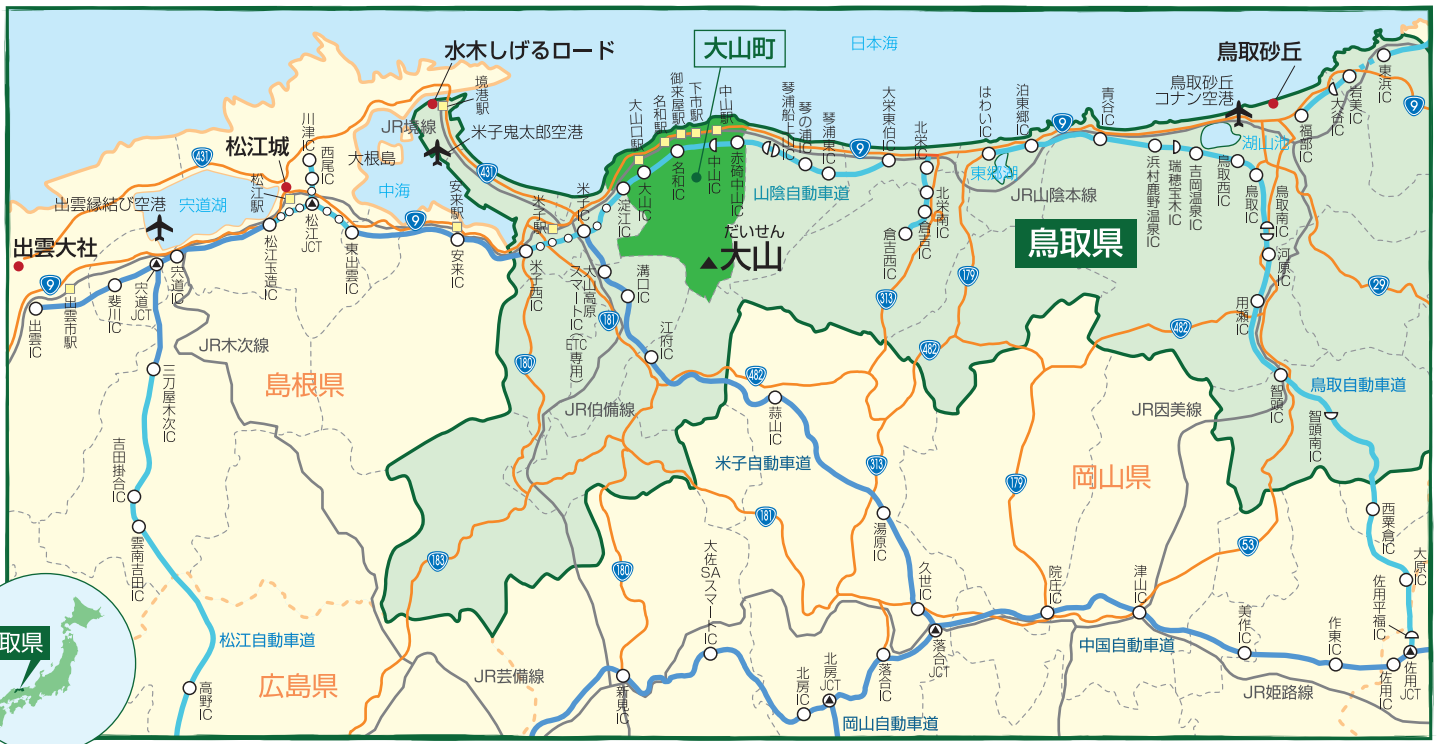 日本海
水木しげるロード
境港駅
JR境線
米子鬼太郎空港
大根島
中海
431
大山町
鳥取砂丘
鳥取砂丘
コナン空港
湖山池
東浜IC
岩美IC
大谷IC
福部IC
9
431
松江城
川津IC
西尾IC
松江駅
松江JCT
出雲縁結び空港
宍道湖
出雲大社
9
出雲IC
出雲市駅
斐川IC
宍道JCT
宍道IC
松江玉造IC
東出雲IC
9
安来駅
安来IC
米子西IC
米子駅
米子IC
淀江IC
大山IC
大山口駅
名和駅
御来屋駅
下市駅
中山駅
名和IC
中山IC
赤碕中山IC
琴浦船上山IC
琴の浦IC
琴浦東IC
9
大栄東伯IC
北栄IC
北栄南IC
倉吉IC
倉吉西IC
山陰自動車道
はわいIC
東郷湖
泊東郷IC
9
青谷IC
JR山陰本線
浜村鹿野温泉IC
瑞穂宝木IC
吉岡温泉IC
鳥取西IC
鳥取IC
鳥取南IC
河原IC
用瀬IC
29
鳥取県
だいせん
大山
大山高原
スマートIC(ETC専用)
溝口IC
181
江府IC
180
313
179
482
482
482
JR木次線
島根県
三刀屋木次IC
吉田掛合IC
雲南吉田IC
松江自動車道
高野IC
広島県
JR伯備線
183
180
181
蒜山IC
米子自動車道
313
湯原IC
179
JR因美線
岡山県
智頭IC
鳥取自動車道
智頭南IC
西粟倉IC
大原IC
佐用平福IC
53
大佐SAスマートIC
久世IC
院庄IC
津山IC
中国自動車道
美作IC
作東IC
佐用IC
佐用JCT
JR姫路線
JR芸備線
新見IC
北房IC
北房JCT
落合IC
落合JCT
岡山自動車道
取県